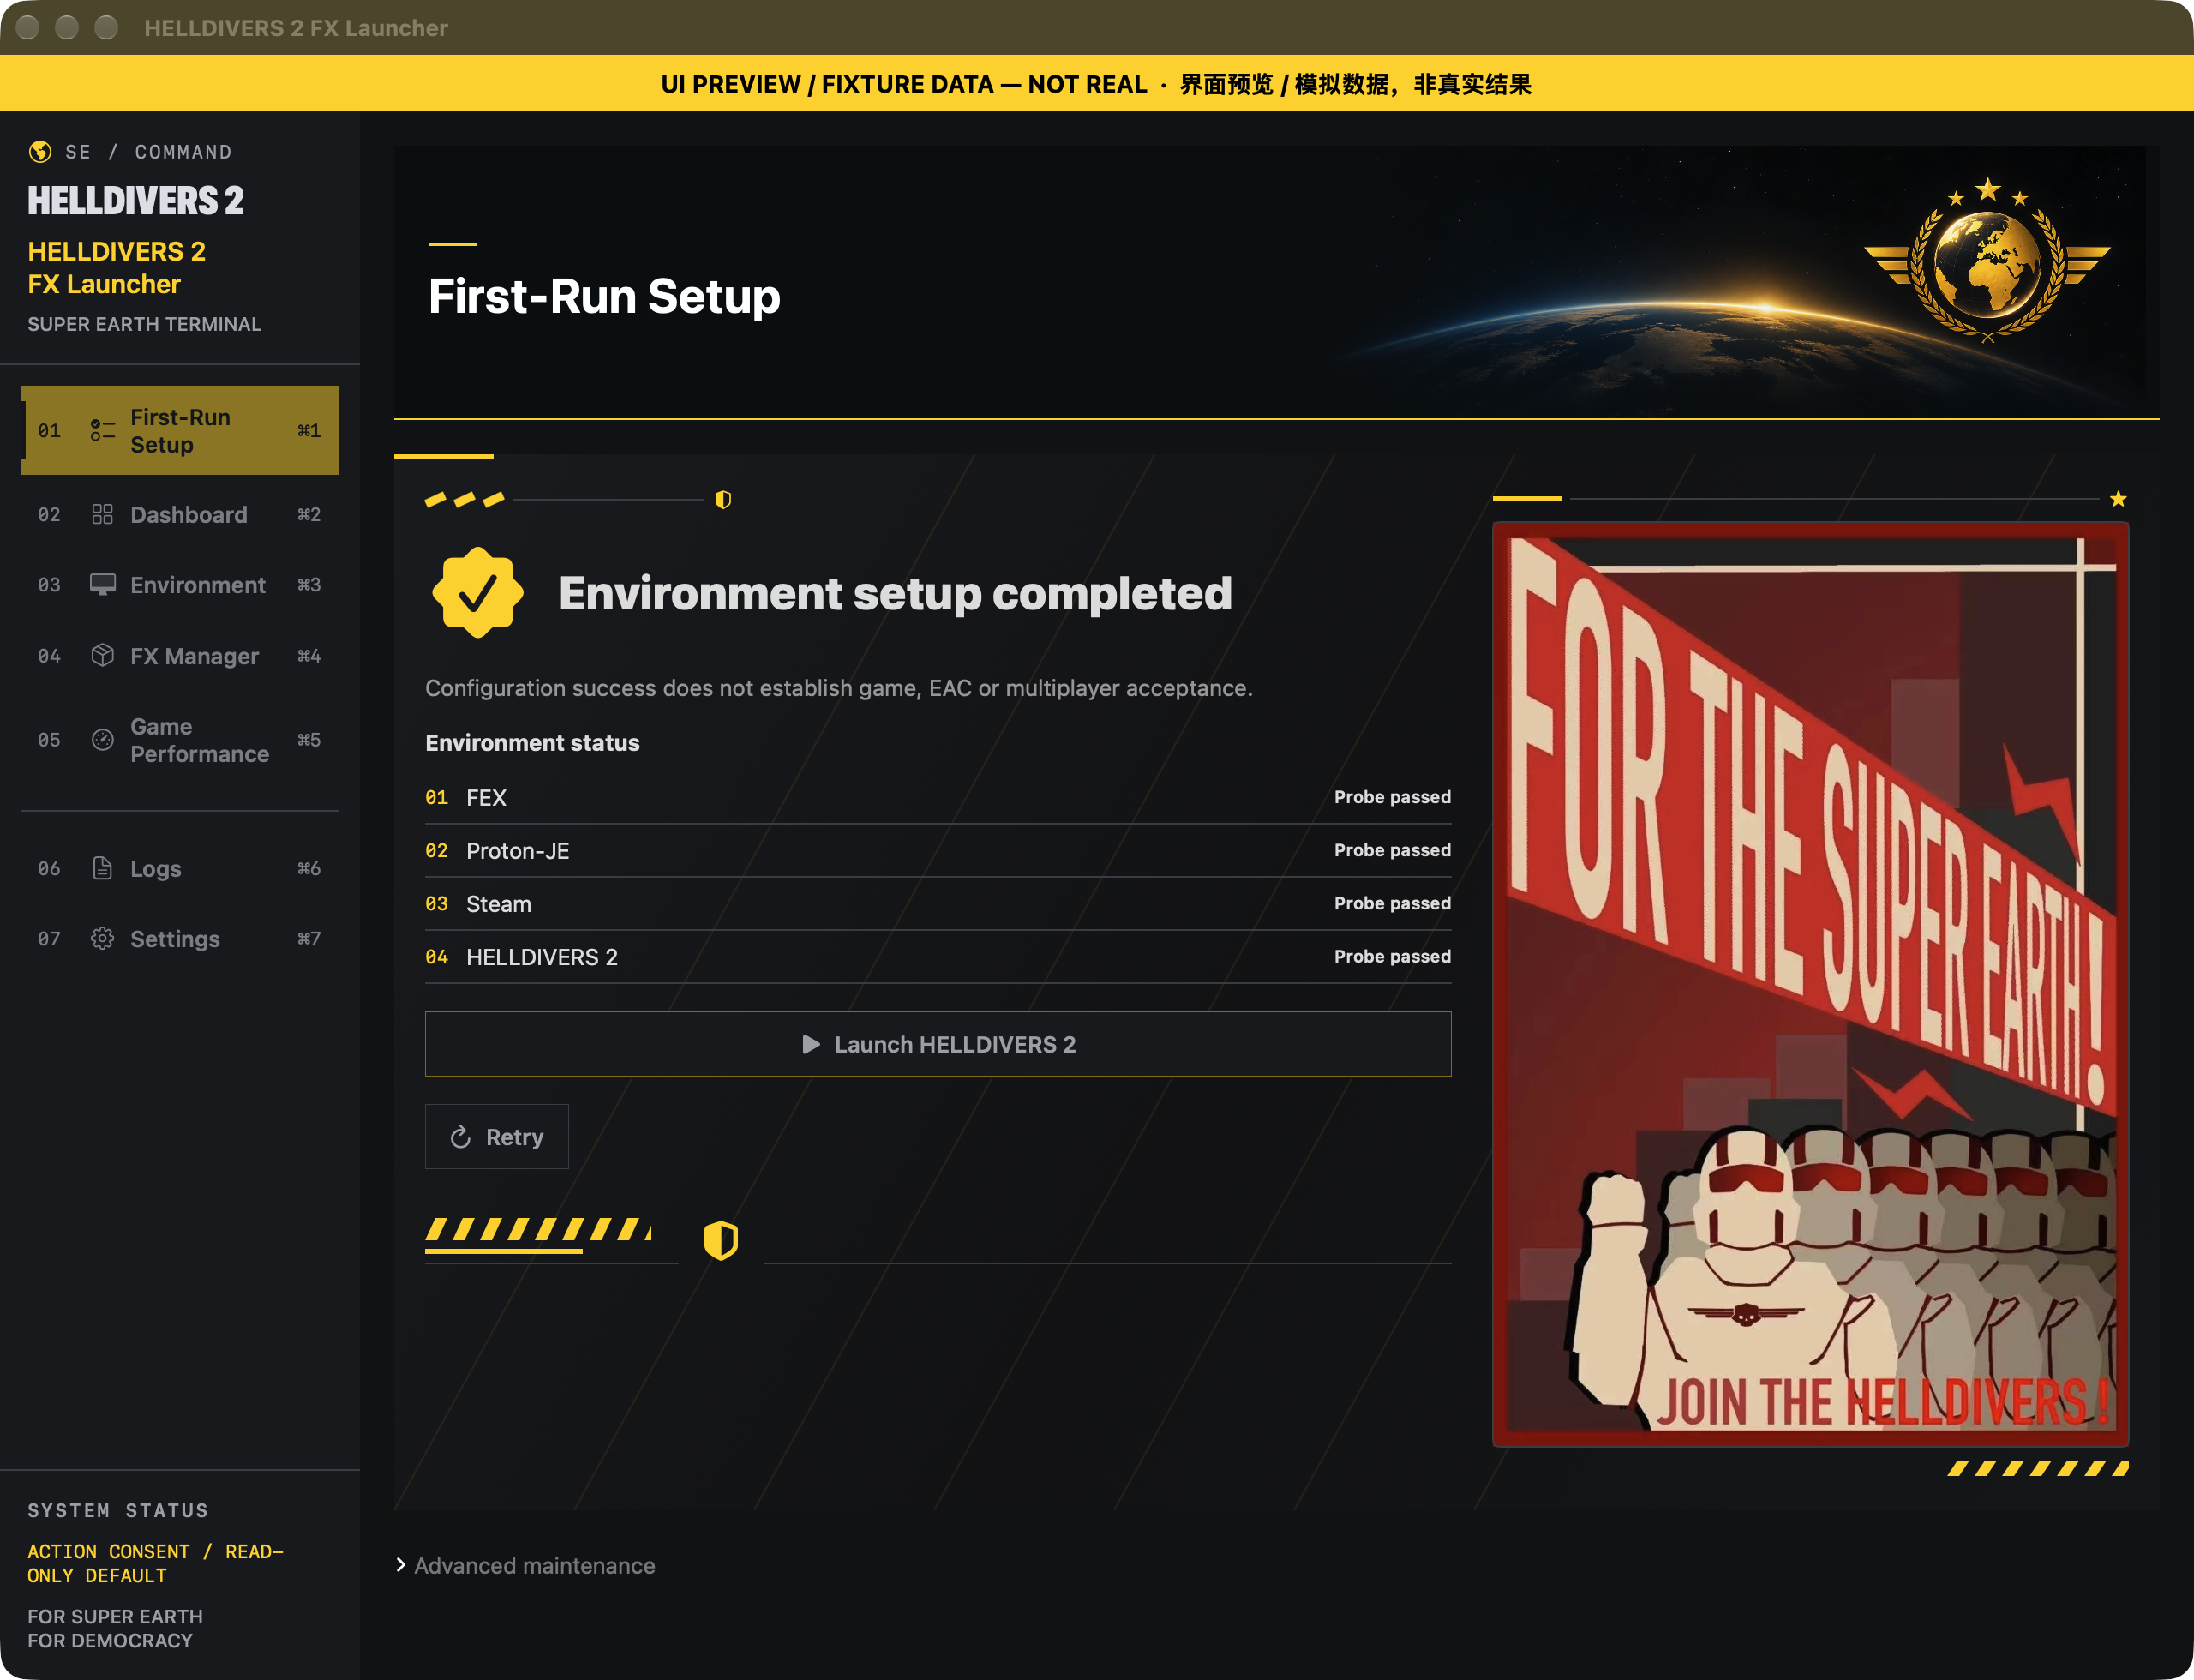 HELLDIVERS 2 FX Launcher
UI PREVIEW / FIXTURE DATA — NOT REAL · 界面预览 / 模拟数据，非真实结果
SE / COMMAND
HELLDIVERS 2
HELLDIVERS 2
FX Launcher
SUPER EARTH TERMINAL
01 First-Run Setup ⌘1
02 Dashboard ⌘2
03 Environment ⌘3
04 FX Manager ⌘4
05 Game Performance ⌘5
06 Logs ⌘6
07 Settings ⌘7
SYSTEM STATUS
ACTION CONSENT / READ-
ONLY DEFAULT
FOR SUPER EARTH
FOR DEMOCRACY
First-Run Setup
Environment setup completed
Configuration success does not establish game, EAC or multiplayer acceptance.
Environment status
01 FEX Probe passed
02 Proton-JE Probe passed
03 Steam Probe passed
04 HELLDIVERS 2 Probe passed
Launch HELLDIVERS 2
Retry
FOR THE SUPER EARTH!
JOIN THE HELLDIVERS!
Advanced maintenance